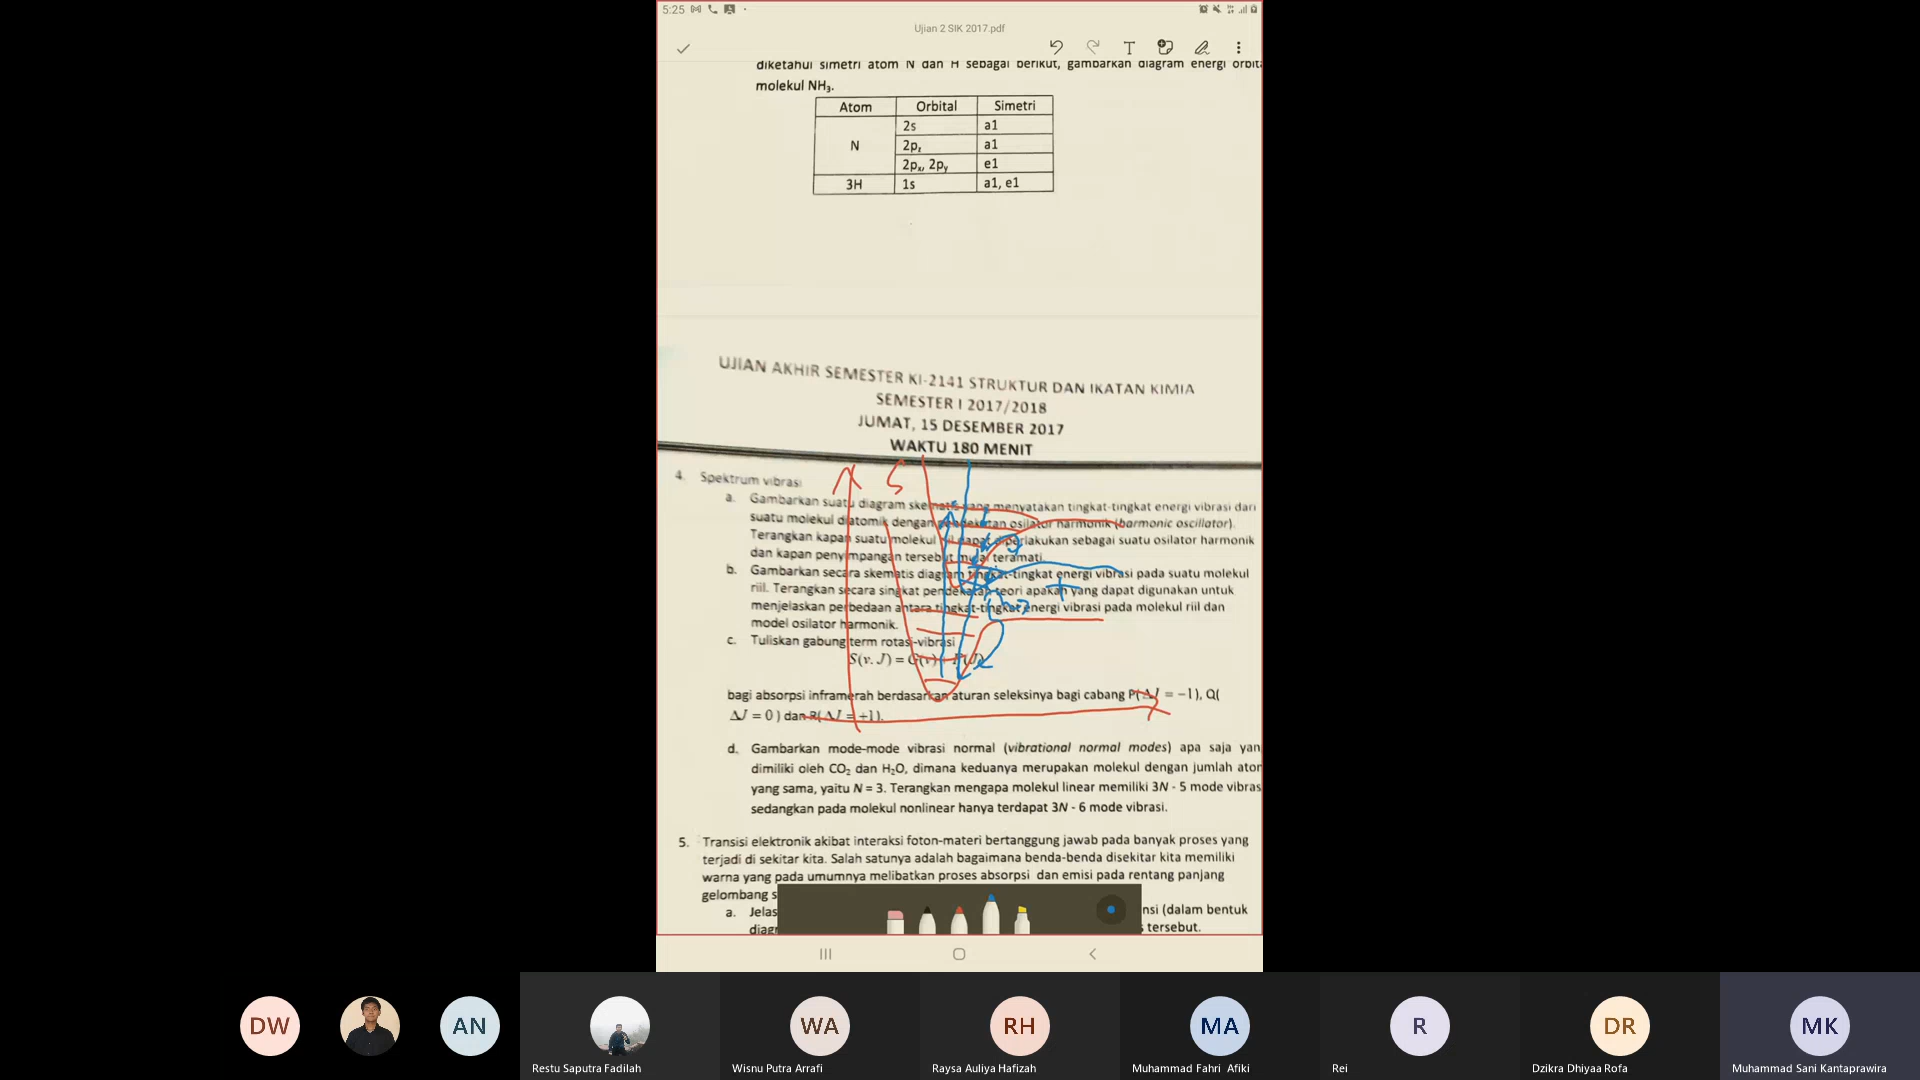 5:25
Ujian 2 SIK 2017.pdf
diketahui simetri atom N dan H sebagai berikut, gambarkan diagram energi orbita
molekul NH₃.
Atom Orbital Simetri
N 2s a1
2p_z a1
2pₓ, 2p_y e1
3H 1s a1, e1
UJIAN AKHIR SEMESTER KI-2141 STRUKTUR DAN IKATAN KIMIA
SEMESTER I 2017/2018
JUMAT, 15 DESEMBER 2017
WAKTU 180 MENIT
4. Spektrum vibrasi
a. Gambarkan suatu diagram skematis yang menyatakan tingkat-tingkat energi vibrasi dari
suatu molekul diatomik dengan pendekatan osilator harmonik (harmonic oscillator).
Terangkan kapan suatu molekul riil dapat diperlakukan sebagai suatu osilator harmonik
dan kapan penyimpangan tersebut mulai teramati.
b. Gambarkan secara skematis diagram tingkat-tingkat energi vibrasi pada suatu molekul
riil. Terangkan secara singkat pendekatan teori apakah yang dapat digunakan untuk
menjelaskan perbedaan antara tingkat-tingkat energi vibrasi pada molekul riil dan
model osilator harmonik.
c. Tuliskan gabung term rotasi-vibrasi
S(v, J) = G(v) + F(J)
bagi absorpsi inframerah berdasarkan aturan seleksinya bagi cabang P(ΔJ = −1), Q(
ΔJ = 0 ) dan R( ΔJ = +1).
d. Gambarkan mode-mode vibrasi normal (vibrational normal modes) apa saja yan
dimiliki oleh CO₂ dan H₂O, dimana keduanya merupakan molekul dengan jumlah ator
yang sama, yaitu N = 3. Terangkan mengapa molekul linear memiliki 3N - 5 mode vibras
sedangkan pada molekul nonlinear hanya terdapat 3N - 6 mode vibrasi.
5. Transisi elektronik akibat interaksi foton-materi bertanggung jawab pada banyak proses yang
terjadi di sekitar kita. Salah satunya adalah bagaimana benda-benda disekitar kita memiliki
warna yang pada umumnya melibatkan proses absorpsi dan emisi pada rentang panjang
gelombang s
a. Jelas nsi (dalam bentuk
diagr tersebut.
DW
AN
WA
RH
MA
R
DR
MK
Restu Saputra Fadilah
Wisnu Putra Arrafi
Raysa Auliya Hafizah
Muhammad Fahri Afiki
Rei
Dzikra Dhiyaa Rofa
Muhammad Sani Kantaprawira